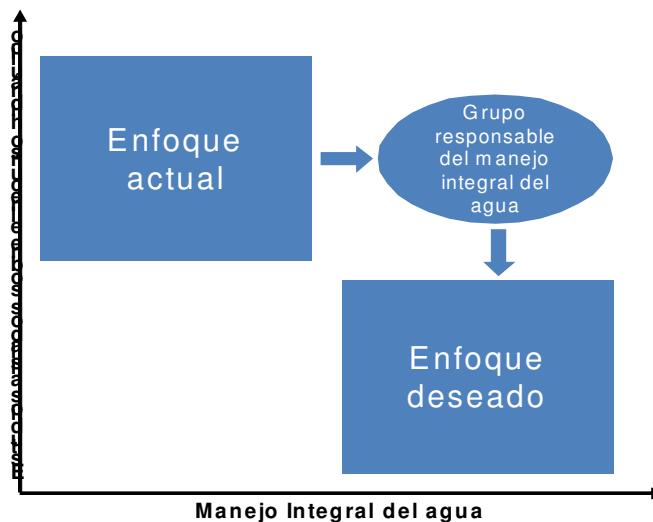 Enfoque
actual
Grupo
responsable
del manejo
integral del
agua
Enfoque
deseado
Manejo Integral del agua